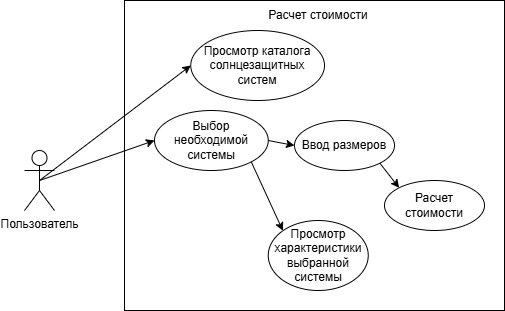 Расчет стоимости
Просмотр каталога
солнцезащитных
систем
Выбор
необходимой
системы
Ввод размеров
Расчет
стоимости
Пользователь
Просмотр
характеристики
выбранной
системы